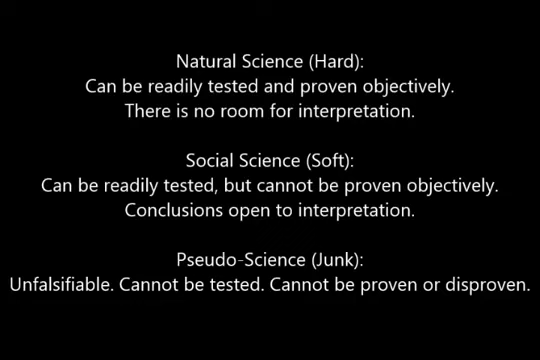 Natural Science (Hard):
Can be readily tested and proven objectively.
There is no room for interpretation.
Social Science (Soft):
Can be readily tested, but cannot be proven objectively.
Conclusions open to interpretation.
Pseudo-Science (Junk):
Unfalsifiable. Cannot be tested. Cannot be proven or disproven.